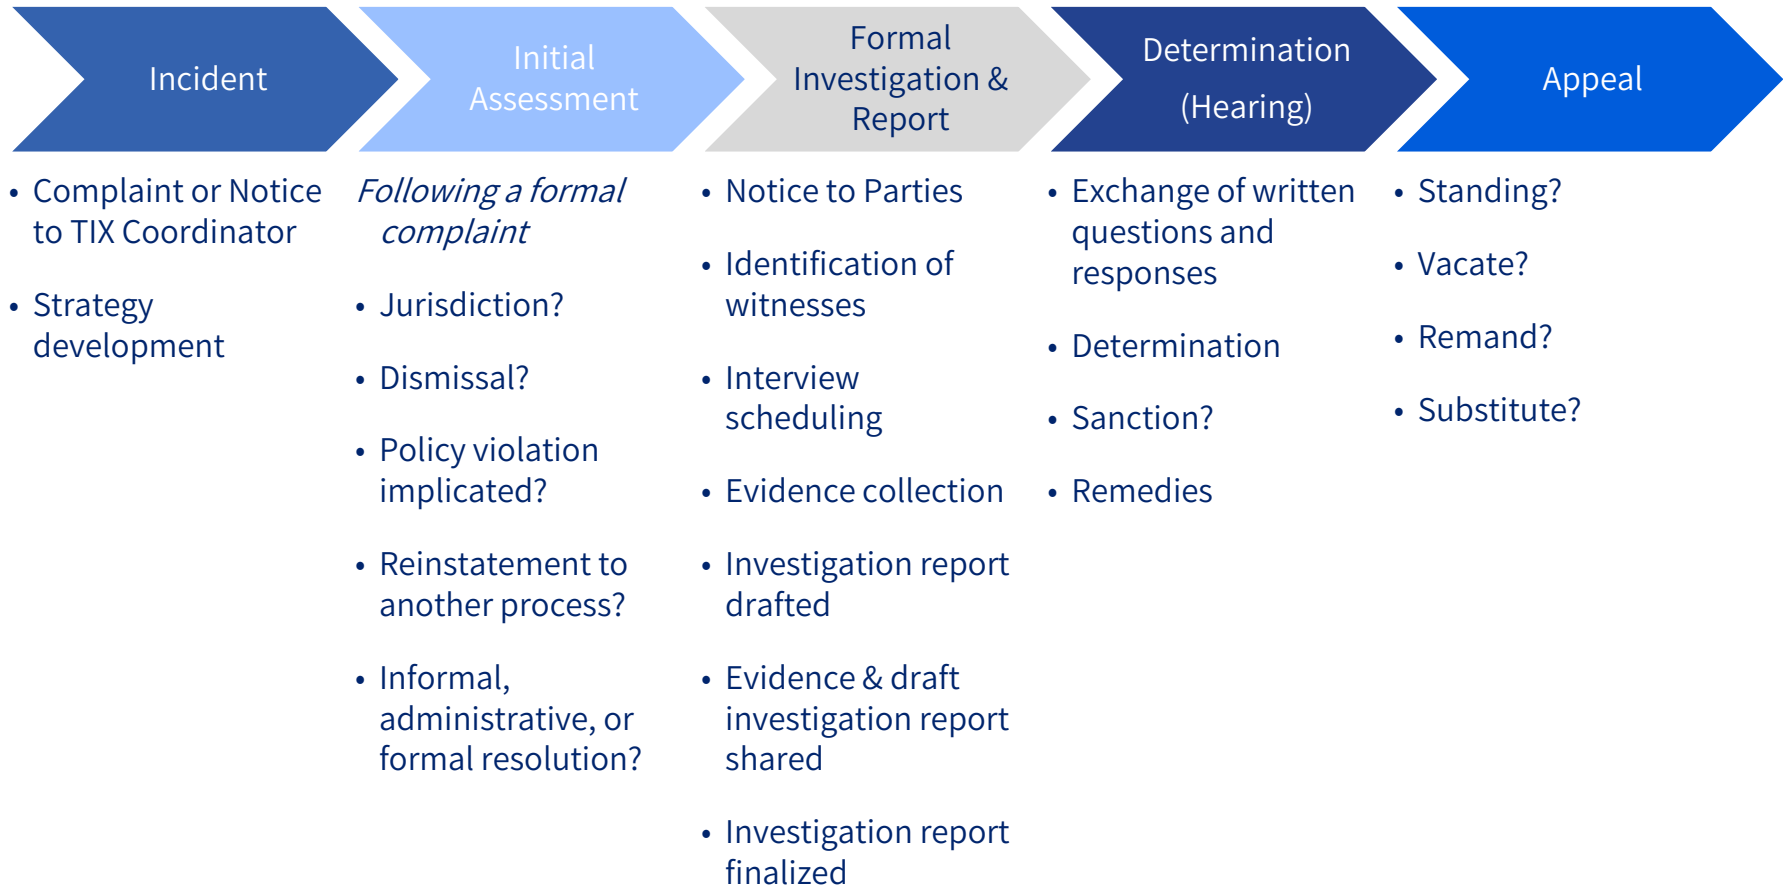 Incident
Initial
Assessment
Formal
Investigation &
Report
Determination
(Hearing)
Appeal
• Complaint or Notice
to TIX Coordinator
• Strategy
development
Following a formal
complaint
• Jurisdiction?
• Dismissal?
• Policy violation
implicated?
• Reinstatement to
another process?
• Informal,
administrative, or
formal resolution?
• Notice to Parties
• Identification of
witnesses
• Interview
scheduling
• Evidence collection
• Investigation report
drafted
• Evidence & draft
investigation report
shared
• Investigation report
finalized
• Exchange of written
questions and
responses
• Determination
• Sanction?
• Remedies
• Standing?
• Vacate?
• Remand?
• Substitute?